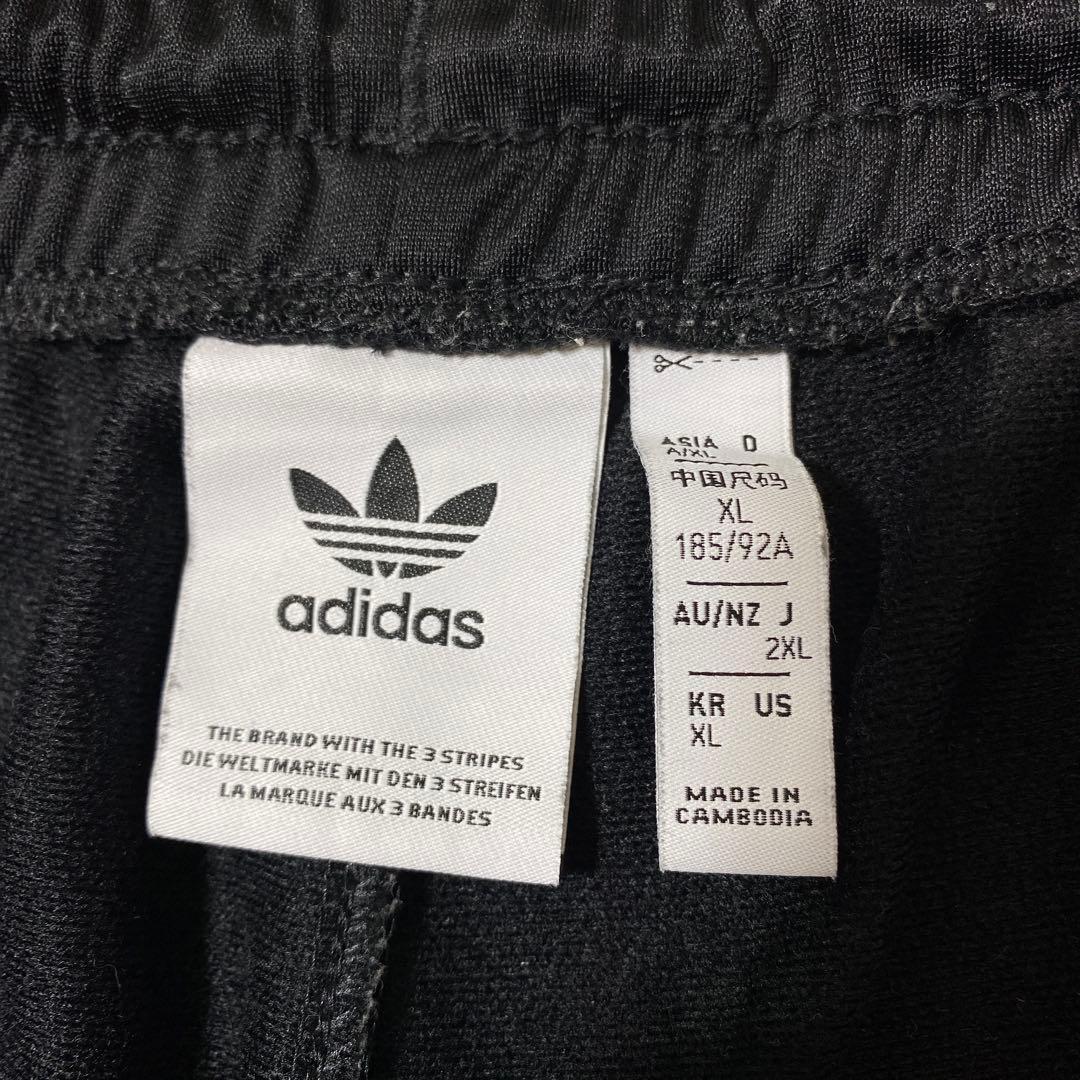 adidas
THE BRAND WITH THE 3 STRIPES
DIE WELTMARKE MIT DEN 3 STREIFEN
LA MARQUE AUX 3 BANDES
ASIA D
A/XL
中国尺码
XL
185/92A
AU/NZ J
2XL
KR US
XL
MADE IN
CAMBODIA